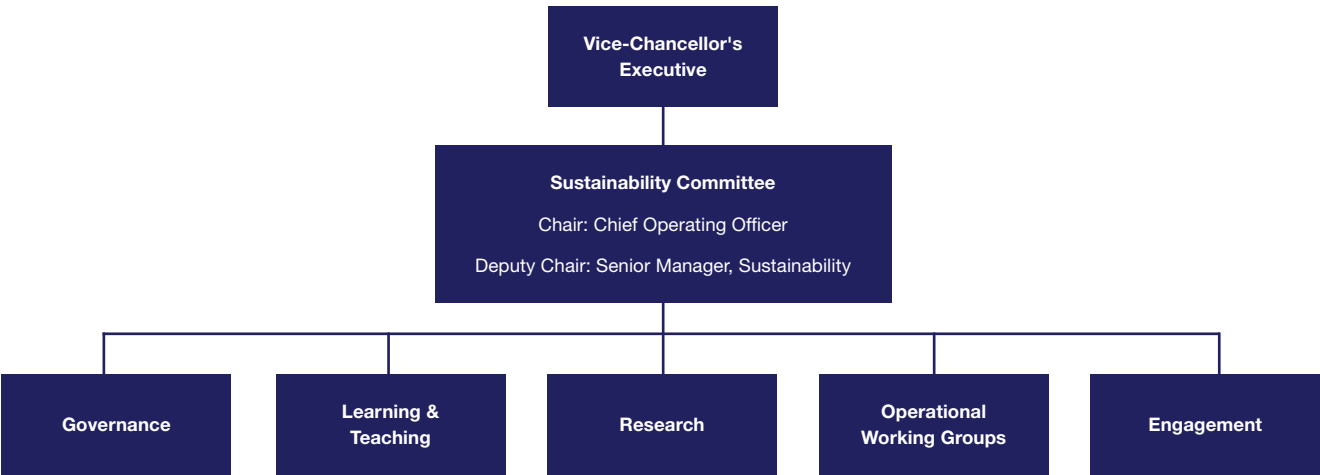 Vice-Chancellor's
Executive
Sustainability Committee
Chair: Chief Operating Officer
Deputy Chair: Senior Manager, Sustainability
Governance
Learning &
Teaching
Research
Operational
Working Groups
Engagement